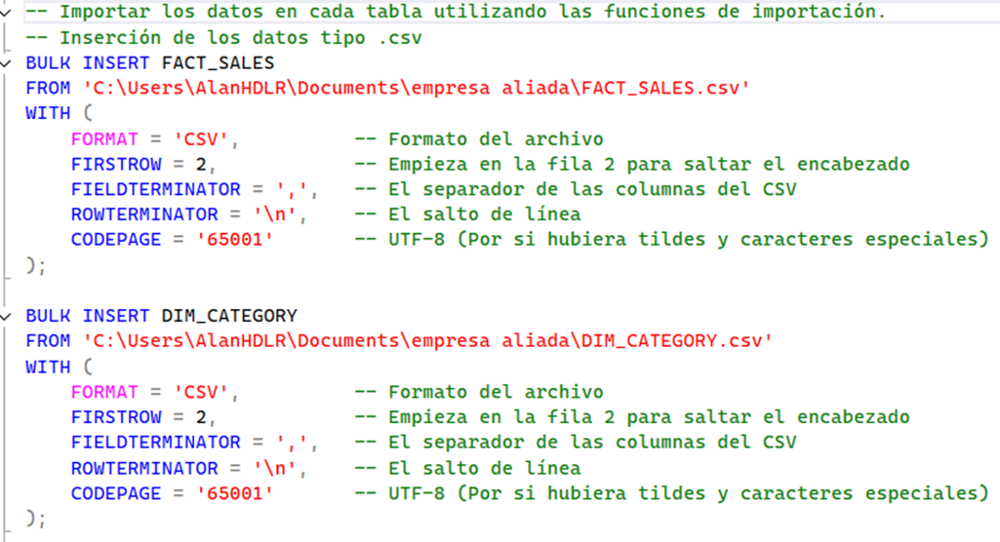 -- Importar los datos en cada tabla utilizando las funciones de importación.
-- Inserción de los datos tipo .csv
BULK INSERT FACT_SALES
FROM 'C:\Users\AlanHDLR\Documents\empresa aliada\FACT_SALES.csv'
WITH (
    FORMAT = 'CSV',          -- Formato del archivo
    FIRSTROW = 2,            -- Empieza en la fila 2 para saltar el encabezado
    FIELDTERMINATOR = ',',   -- El separador de las columnas del CSV
    ROWTERMINATOR = '\n',    -- El salto de línea
    CODEPAGE = '65001'       -- UTF-8 (Por si hubiera tildes y caracteres especiales)
);
BULK INSERT DIM_CATEGORY
FROM 'C:\Users\AlanHDLR\Documents\empresa aliada\DIM_CATEGORY.csv'
WITH (
    FORMAT = 'CSV',          -- Formato del archivo
    FIRSTROW = 2,            -- Empieza en la fila 2 para saltar el encabezado
    FIELDTERMINATOR = ',',   -- El separador de las columnas del CSV
    ROWTERMINATOR = '\n',    -- El salto de línea
    CODEPAGE = '65001'       -- UTF-8 (Por si hubiera tildes y caracteres especiales)
);